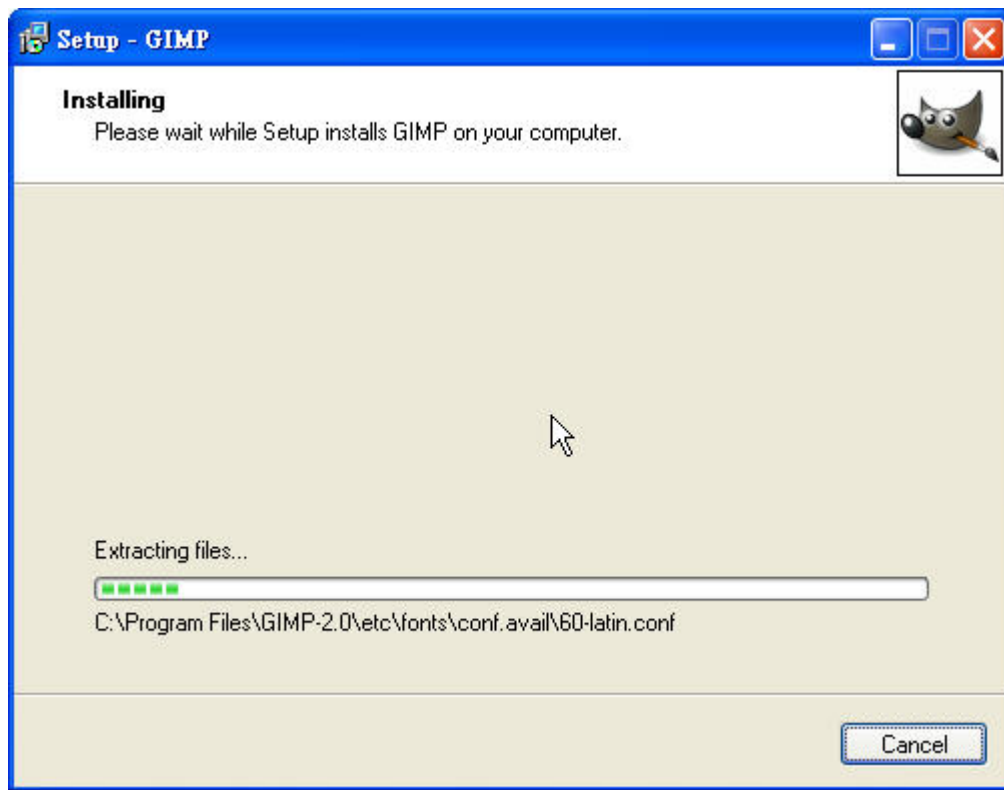 Setup - GIMP
Installing
Please wait while Setup installs GIMP on your computer.
Extracting files...
C:\Program Files\GIMP-2.0\etc\fonts\conf.avail\60-latin.conf
Cancel